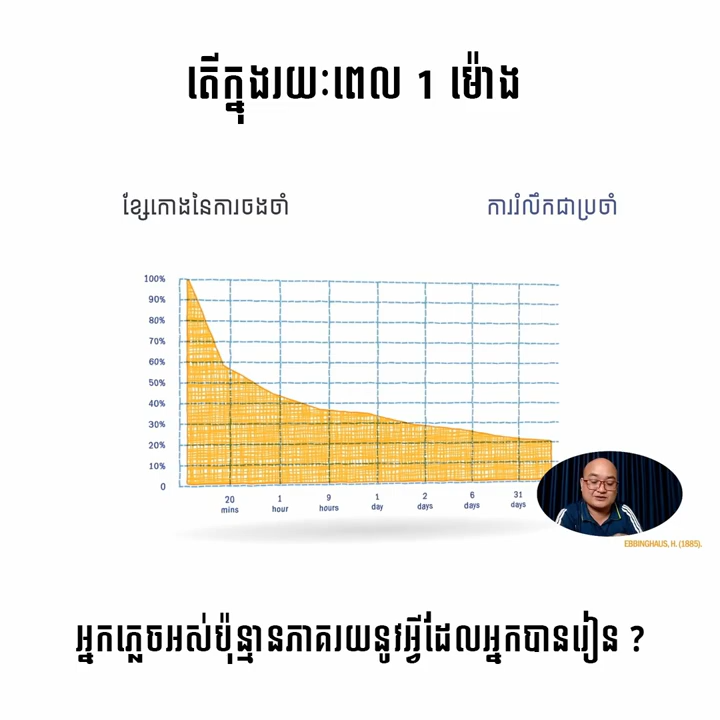 តើក្នុងរយៈពេល 1 ម៉ោង
ខ្សែកោងនៃការចងចាំ
ការរំលឹកជាប្រចាំ
100%
90%
80%
70%
60%
50%
40%
30%
20%
10%
0
20 mins
1 hour
9 hours
1 day
2 days
6 days
31 days
EBBINGHAUS, H. (1885).
អ្នកភ្លេចអស់ប៉ុន្មានភាគរយនូវអ្វីដែលអ្នកបានរៀន ?